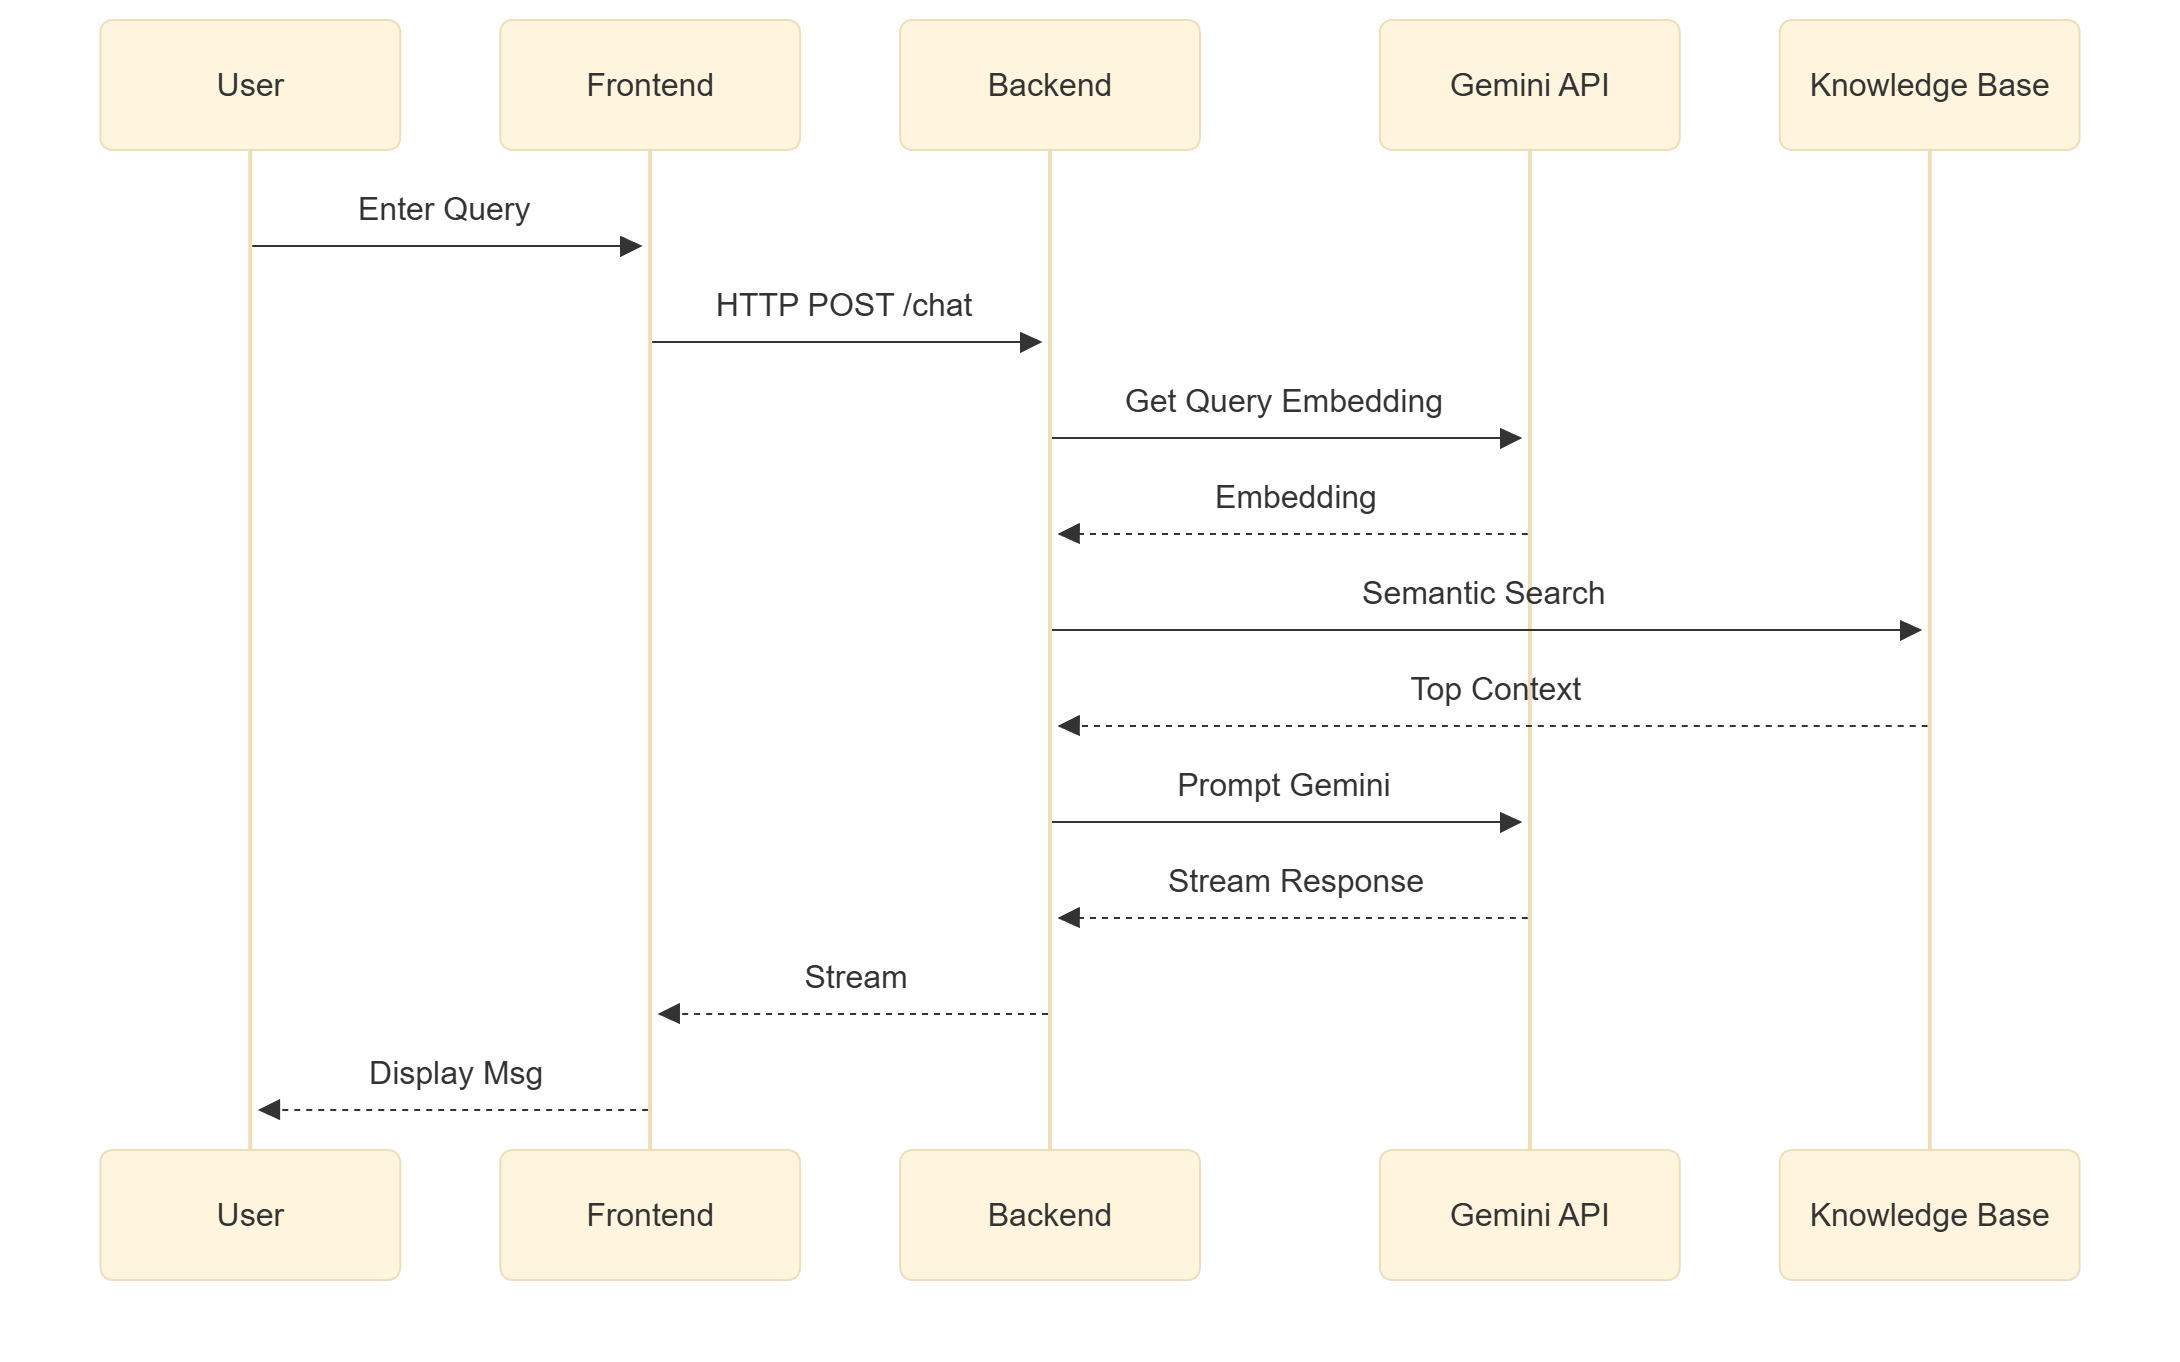 User
Frontend
Backend
Gemini API
Knowledge Base
Enter Query
HTTP POST /chat
Get Query Embedding
Embedding
Semantic Search
Top Context
Prompt Gemini
Stream Response
Stream
Display Msg
User
Frontend
Backend
Gemini API
Knowledge Base